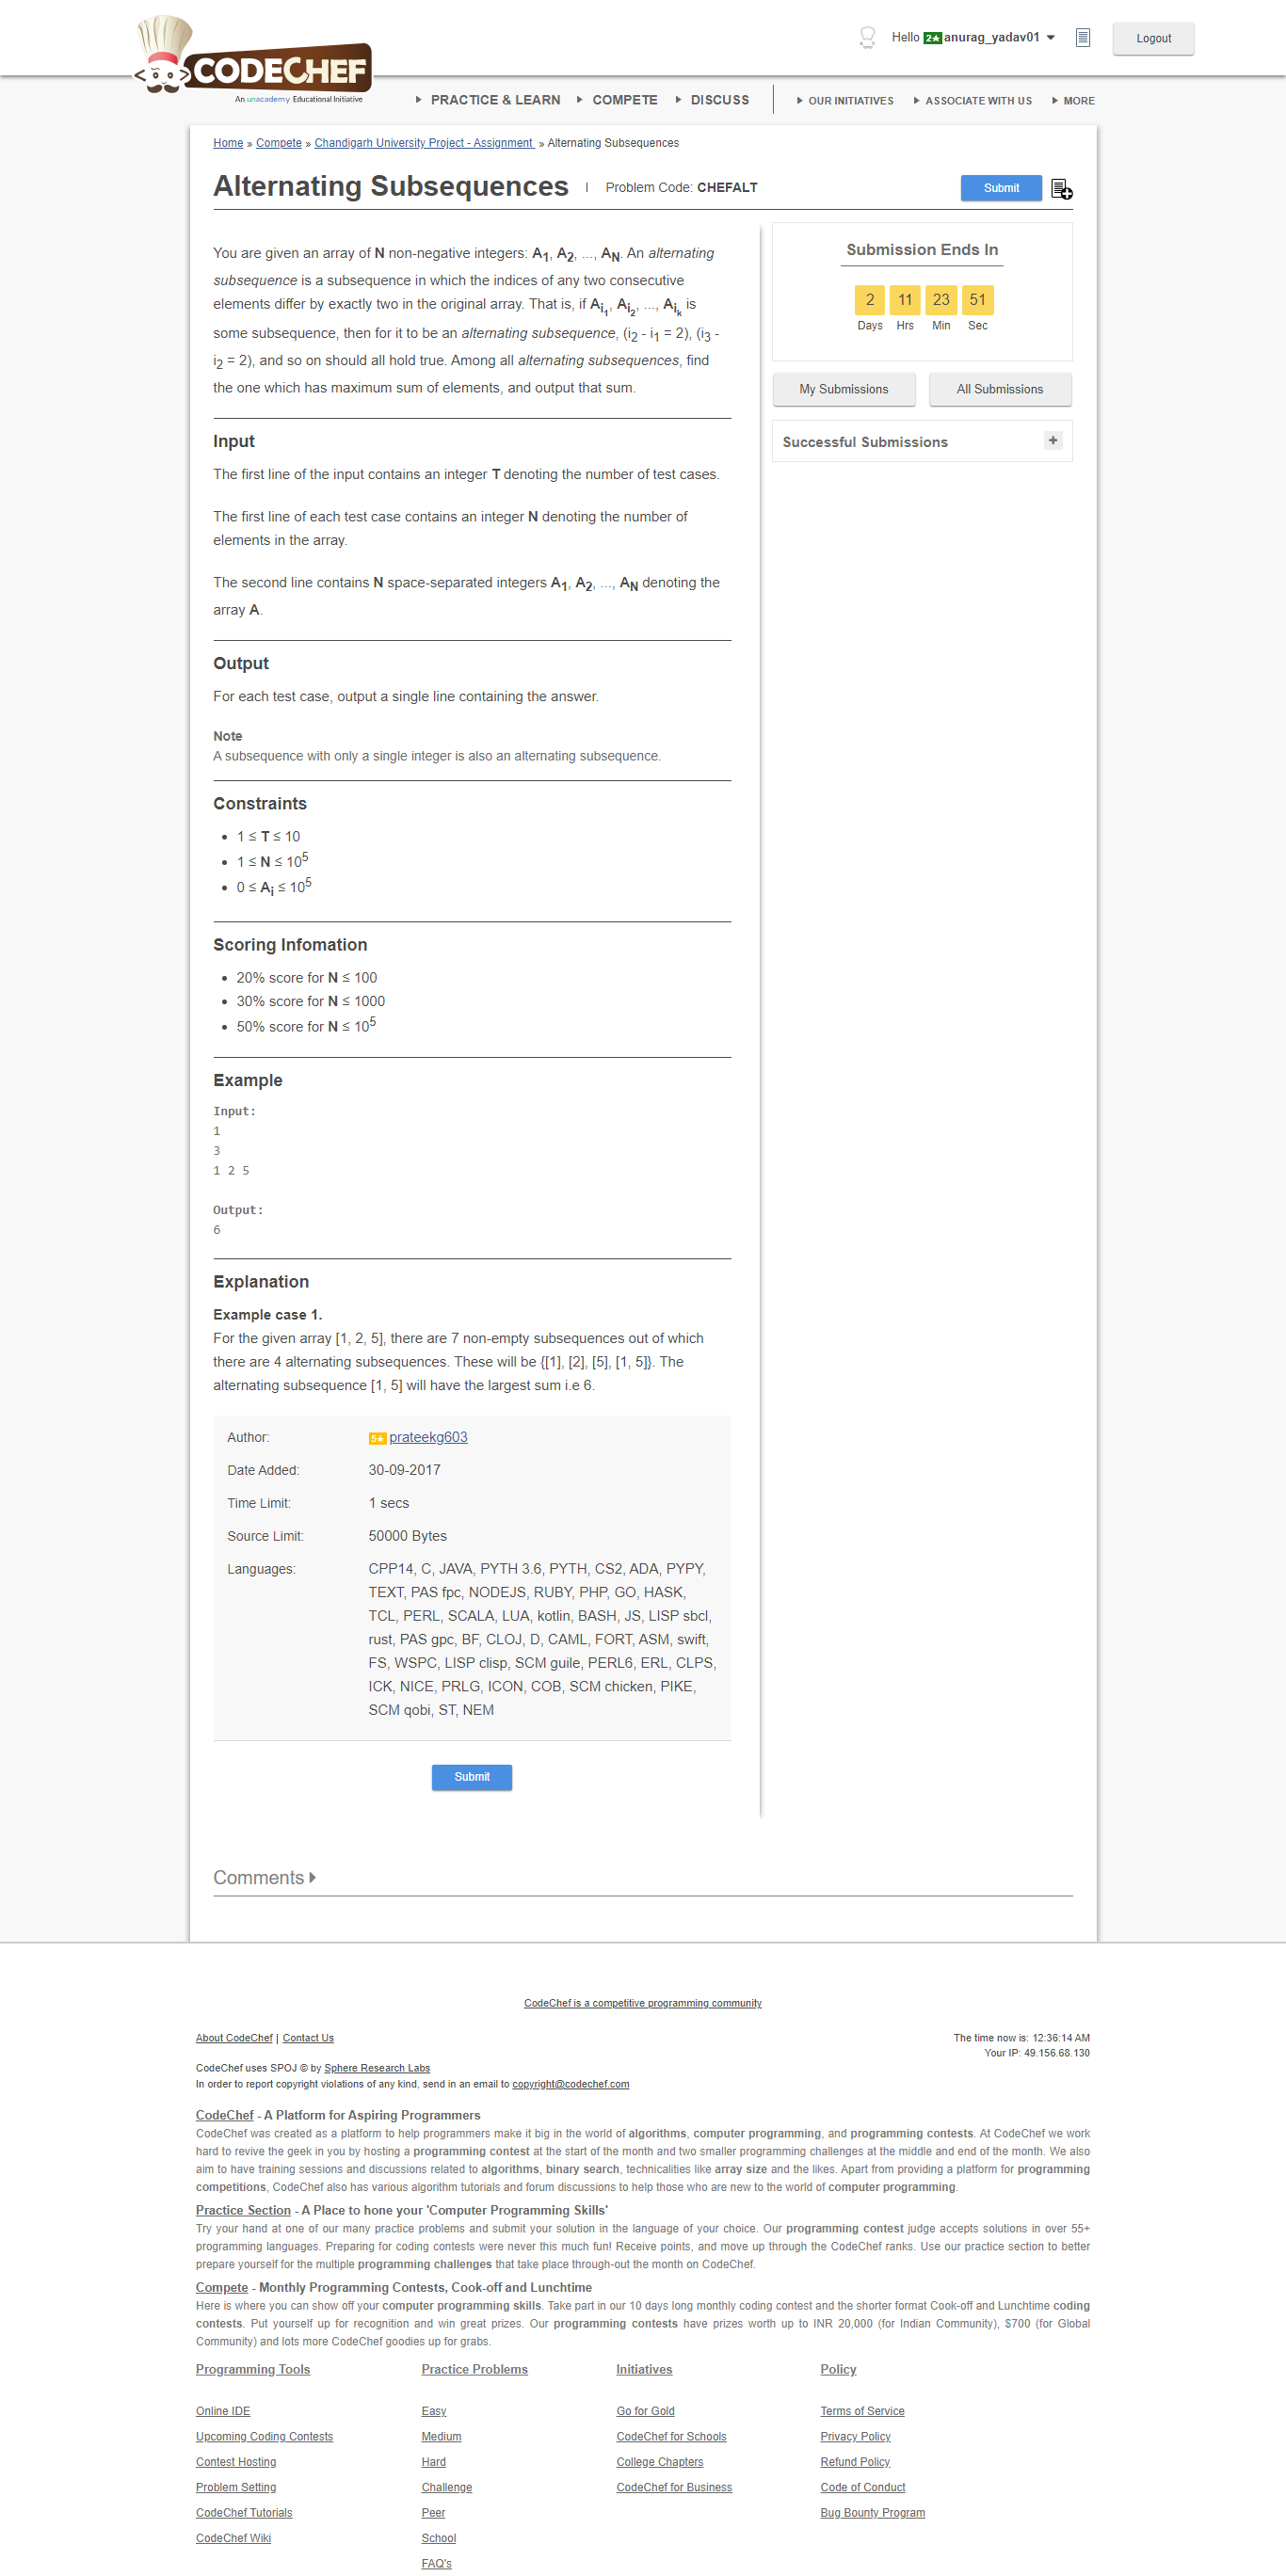 Hello 2★ anurag_yadav01
Logout
CODECHEF
An unacademy Educational Initiative
PRACTICE & LEARN COMPETE DISCUSS OUR INITIATIVES ASSOCIATE WITH US MORE
Home » Compete » Chandigarh University Project - Assignment » Alternating Subsequences
Alternating Subsequences | Problem Code: CHEFALT
Submit
You are given an array of N non-negative integers: A1, A2, ..., AN. An alternating
subsequence is a subsequence in which the indices of any two consecutive
elements differ by exactly two in the original array. That is, if Ai1, Ai2, ..., Aik is
some subsequence, then for it to be an alternating subsequence, (i2 - i1 = 2), (i3 -
i2 = 2), and so on should all hold true. Among all alternating subsequences, find
the one which has maximum sum of elements, and output that sum.
Input
The first line of the input contains an integer T denoting the number of test cases.
The first line of each test case contains an integer N denoting the number of
elements in the array.
The second line contains N space-separated integers A1, A2, ..., AN denoting the
array A.
Output
For each test case, output a single line containing the answer.
Note
A subsequence with only a single integer is also an alternating subsequence.
Constraints
• 1 ≤ T ≤ 10
• 1 ≤ N ≤ 10^5
• 0 ≤ Ai ≤ 10^5
Scoring Infomation
• 20% score for N ≤ 100
• 30% score for N ≤ 1000
• 50% score for N ≤ 10^5
Example
Input:
1
3
1 2 5
Output:
6
Explanation
Example case 1.
For the given array [1, 2, 5], there are 7 non-empty subsequences out of which
there are 4 alternating subsequences. These will be {[1], [2], [5], [1, 5]}. The
alternating subsequence [1, 5] will have the largest sum i.e 6.
Author: 5★ prateekg603
Date Added: 30-09-2017
Time Limit: 1 secs
Source Limit: 50000 Bytes
Languages: CPP14, C, JAVA, PYTH 3.6, PYTH, CS2, ADA, PYPY,
TEXT, PAS fpc, NODEJS, RUBY, PHP, GO, HASK,
TCL, PERL, SCALA, LUA, kotlin, BASH, JS, LISP sbcl,
rust, PAS gpc, BF, CLOJ, D, CAML, FORT, ASM, swift,
FS, WSPC, LISP clisp, SCM guile, PERL6, ERL, CLPS,
ICK, NICE, PRLG, ICON, COB, SCM chicken, PIKE,
SCM qobi, ST, NEM
Submit
Submission Ends In
2 11 23 51
Days Hrs Min Sec
My Submissions All Submissions
Successful Submissions +
Comments
CodeChef is a competitive programming community
About CodeChef | Contact Us
The time now is: 12:36:14 AM
Your IP: 49.156.68.130
CodeChef uses SPOJ © by Sphere Research Labs
In order to report copyright violations of any kind, send in an email to copyright@codechef.com
CodeChef - A Platform for Aspiring Programmers
CodeChef was created as a platform to help programmers make it big in the world of algorithms, computer programming, and programming contests. At CodeChef we work
hard to revive the geek in you by hosting a programming contest at the start of the month and two smaller programming challenges at the middle and end of the month. We also
aim to have training sessions and discussions related to algorithms, binary search, technicalities like array size and the likes. Apart from providing a platform for programming
competitions, CodeChef also has various algorithm tutorials and forum discussions to help those who are new to the world of computer programming.
Practice Section - A Place to hone your 'Computer Programming Skills'
Try your hand at one of our many practice problems and submit your solution in the language of your choice. Our programming contest judge accepts solutions in over 55+
programming languages. Preparing for coding contests were never this much fun! Receive points, and move up through the CodeChef ranks. Use our practice section to better
prepare yourself for the multiple programming challenges that take place through-out the month on CodeChef.
Compete - Monthly Programming Contests, Cook-off and Lunchtime
Here is where you can show off your computer programming skills. Take part in our 10 days long monthly coding contest and the shorter format Cook-off and Lunchtime coding
contests. Put yourself up for recognition and win great prizes. Our programming contests have prizes worth up to INR 20,000 (for Indian Community), $700 (for Global
Community) and lots more CodeChef goodies up for grabs.
Programming Tools Practice Problems Initiatives Policy
Online IDE Easy Go for Gold Terms of Service
Upcoming Coding Contests Medium CodeChef for Schools Privacy Policy
Contest Hosting Hard College Chapters Refund Policy
Problem Setting Challenge CodeChef for Business Code of Conduct
CodeChef Tutorials Peer Bug Bounty Program
CodeChef Wiki School
FAQ's